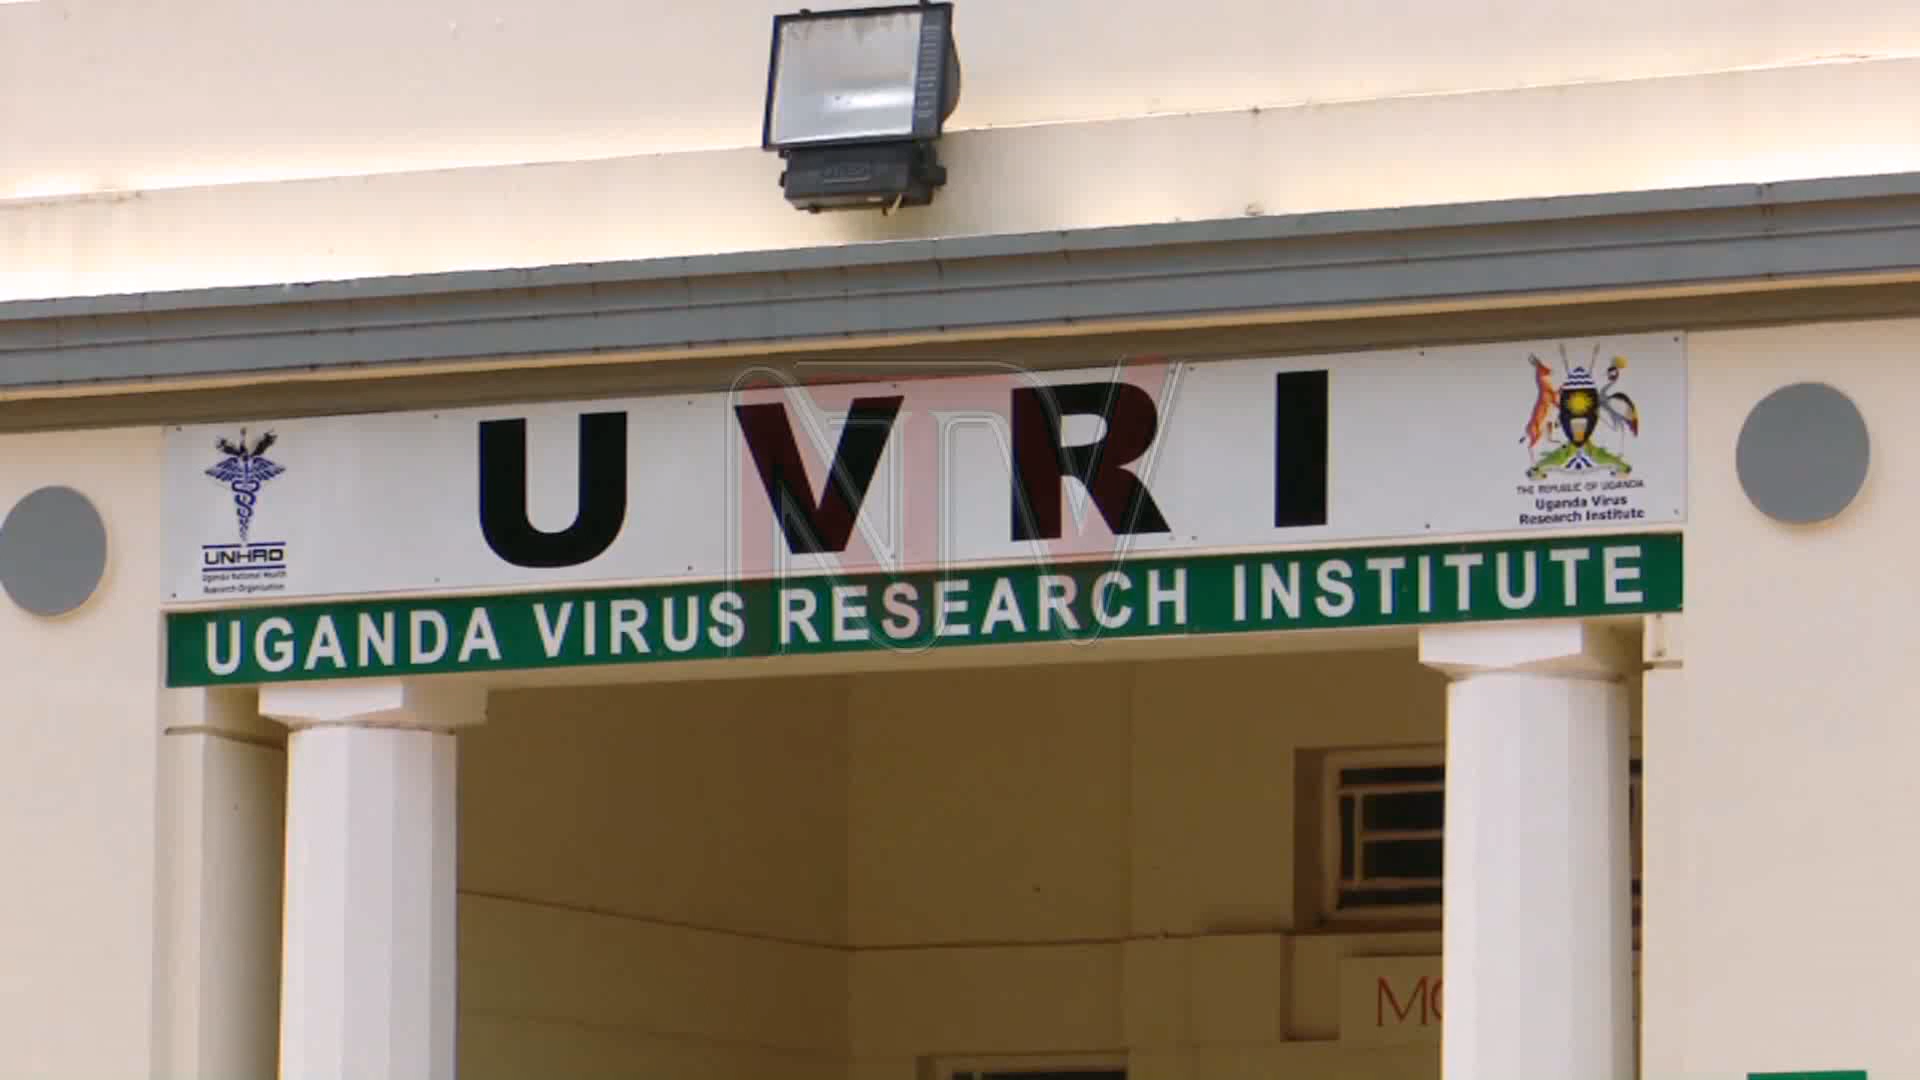 UVRI
UNHRO
Uganda National Health
Research Organisation
THE REPUBLIC OF UGANDA
Uganda Virus
Research Institute
NTV
UGANDA VIRUS RESEARCH INSTITUTE